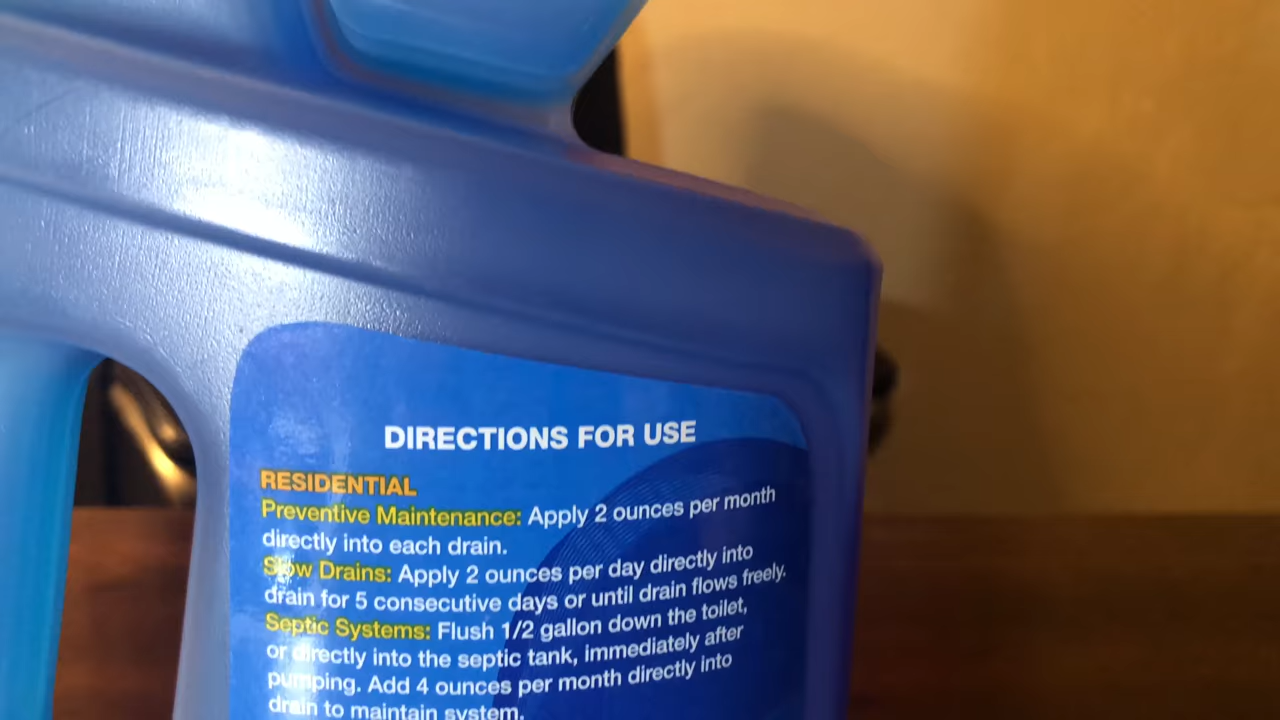 DIRECTIONS FOR USE
RESIDENTIAL
Preventive Maintenance: Apply 2 ounces per month
directly into each drain.
Slow Drains: Apply 2 ounces per day directly into
drain for 5 consecutive days or until drain flows freely.
Septic Systems: Flush 1/2 gallon down the toilet,
or directly into the septic tank, immediately after
pumping. Add 4 ounces per month directly into
drain to maintain system.